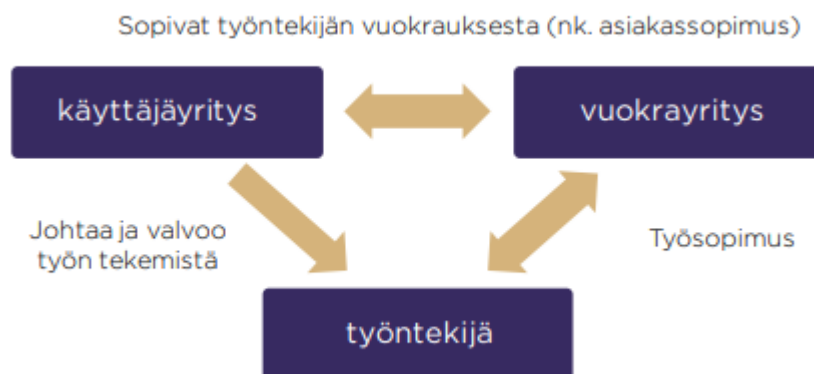 Sopivat työntekijän vuokrauksesta (nk. asiakassopimus)
käyttäjäyritys
vuokrayritys
Johtaa ja valvoo
työn tekemistä
Työsopimus
työntekijä